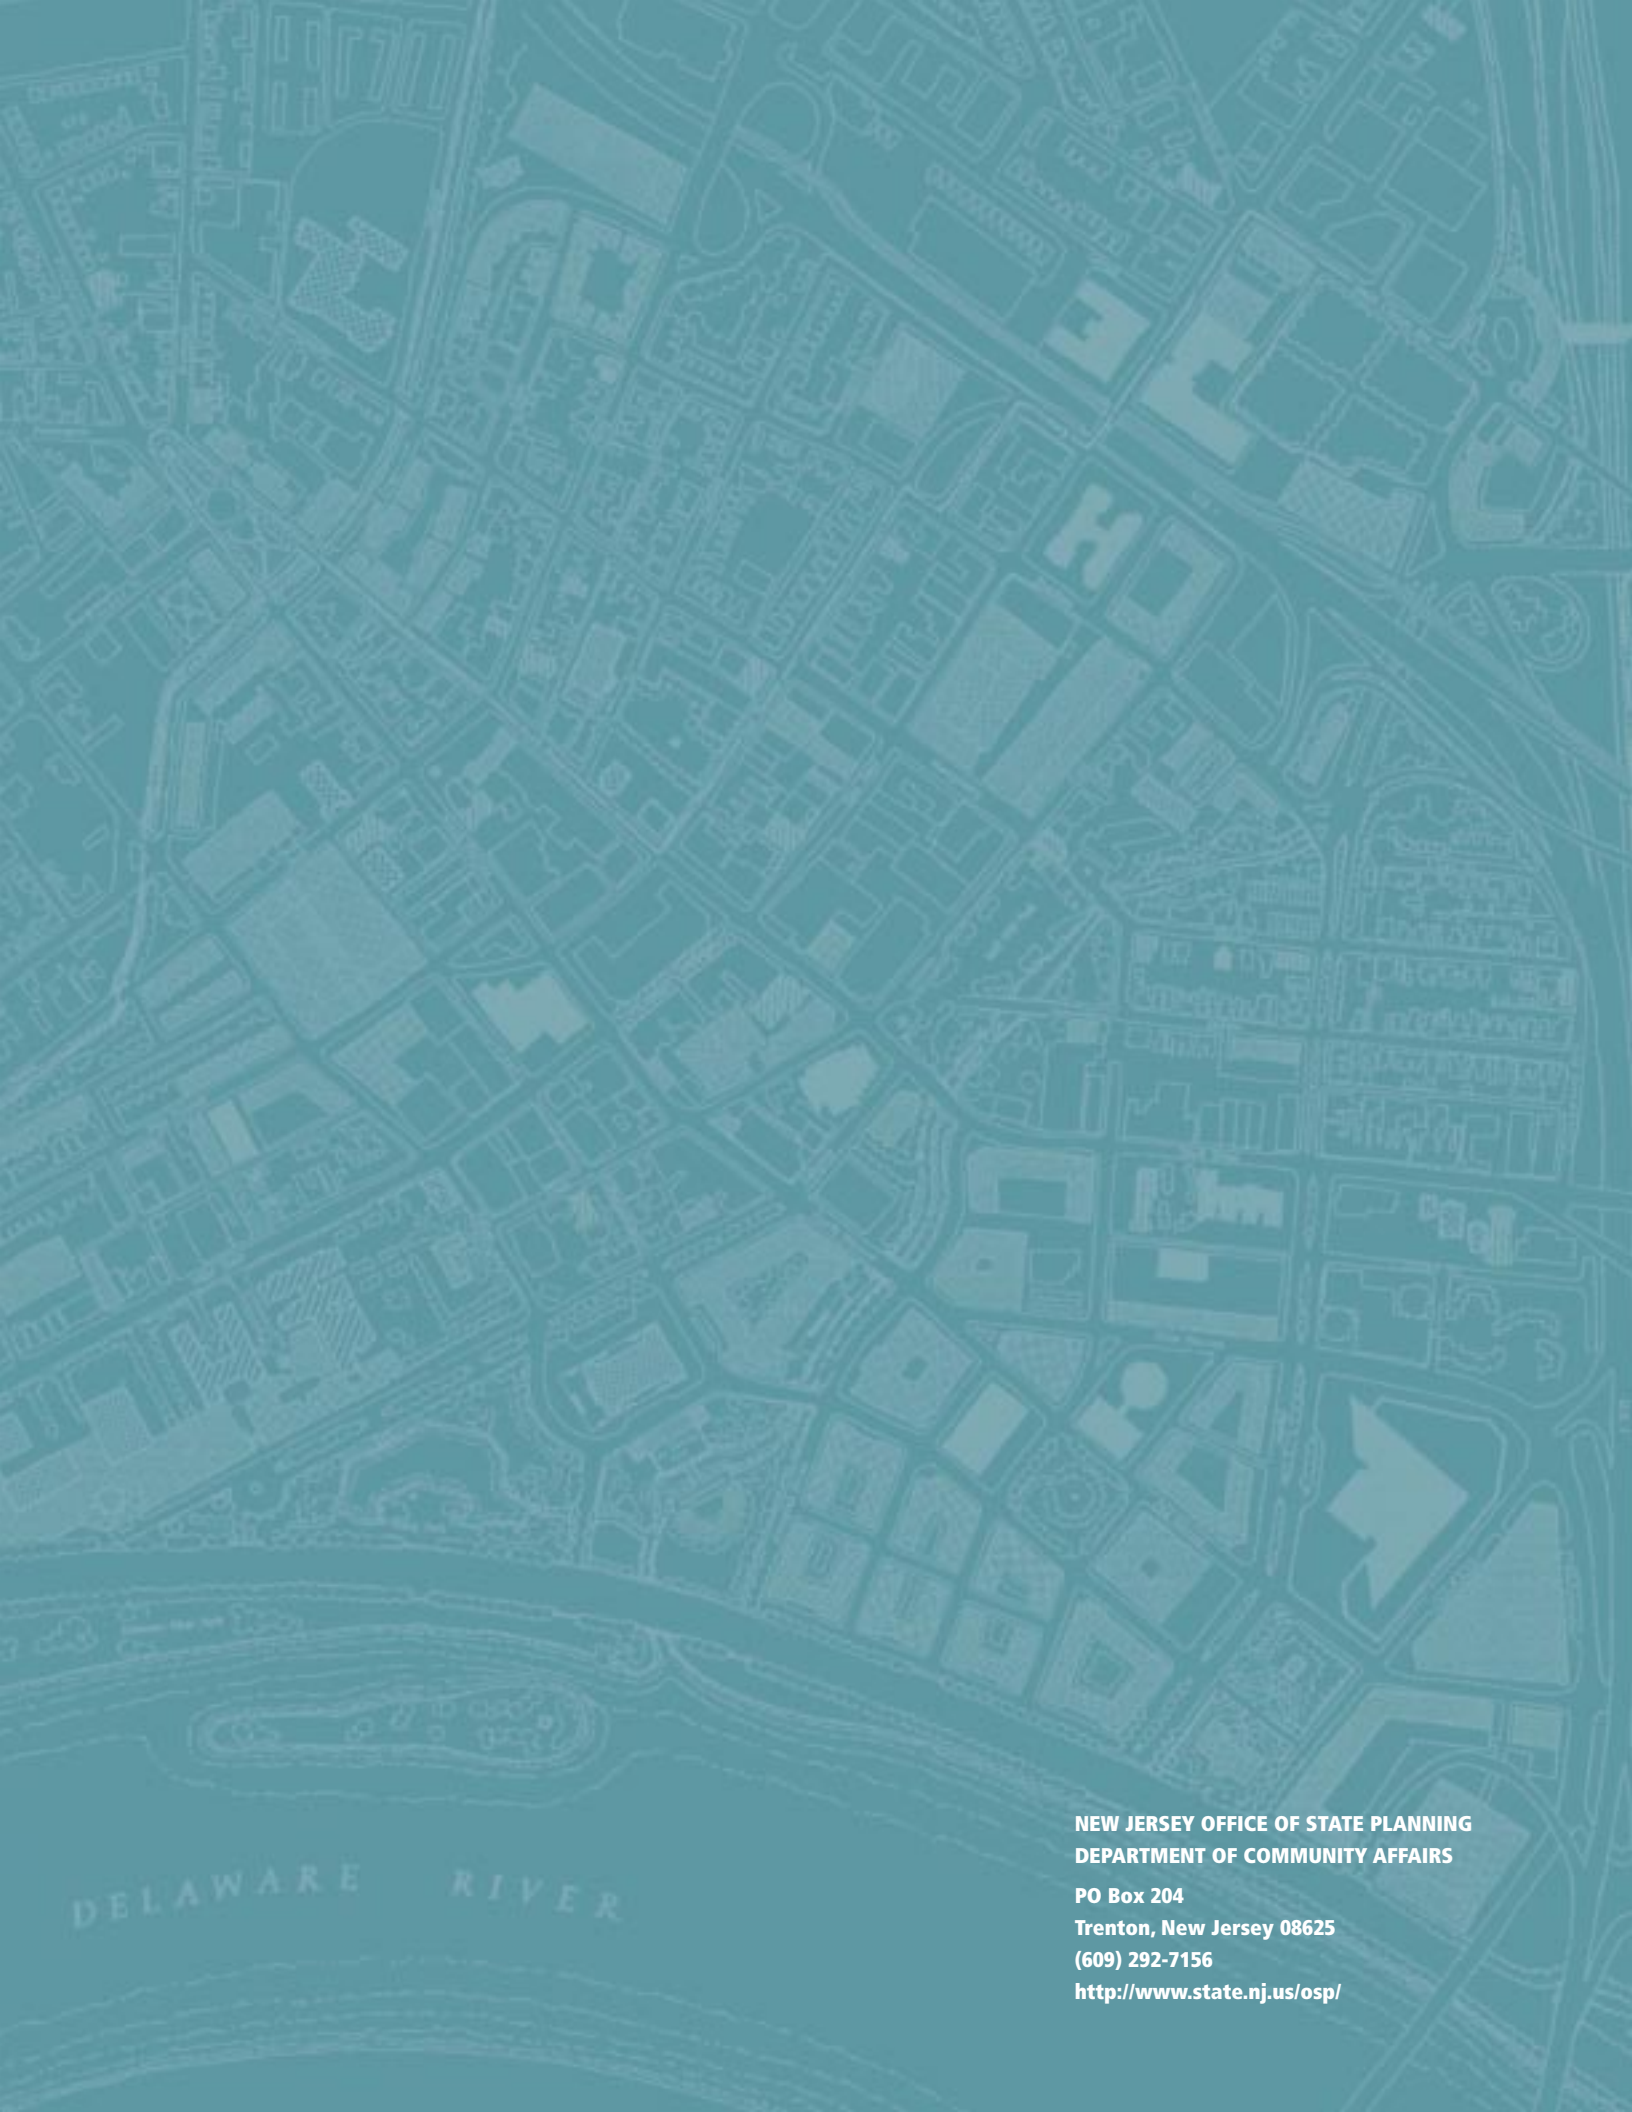 NEW JERSEY OFFICE OF STATE PLANNING
DEPARTMENT OF COMMUNITY AFFAIRS
PO Box 204
Trenton, New Jersey 08625
(609) 292-7156
http://www.state.nj.us/osp/
DELAWARE RIVER